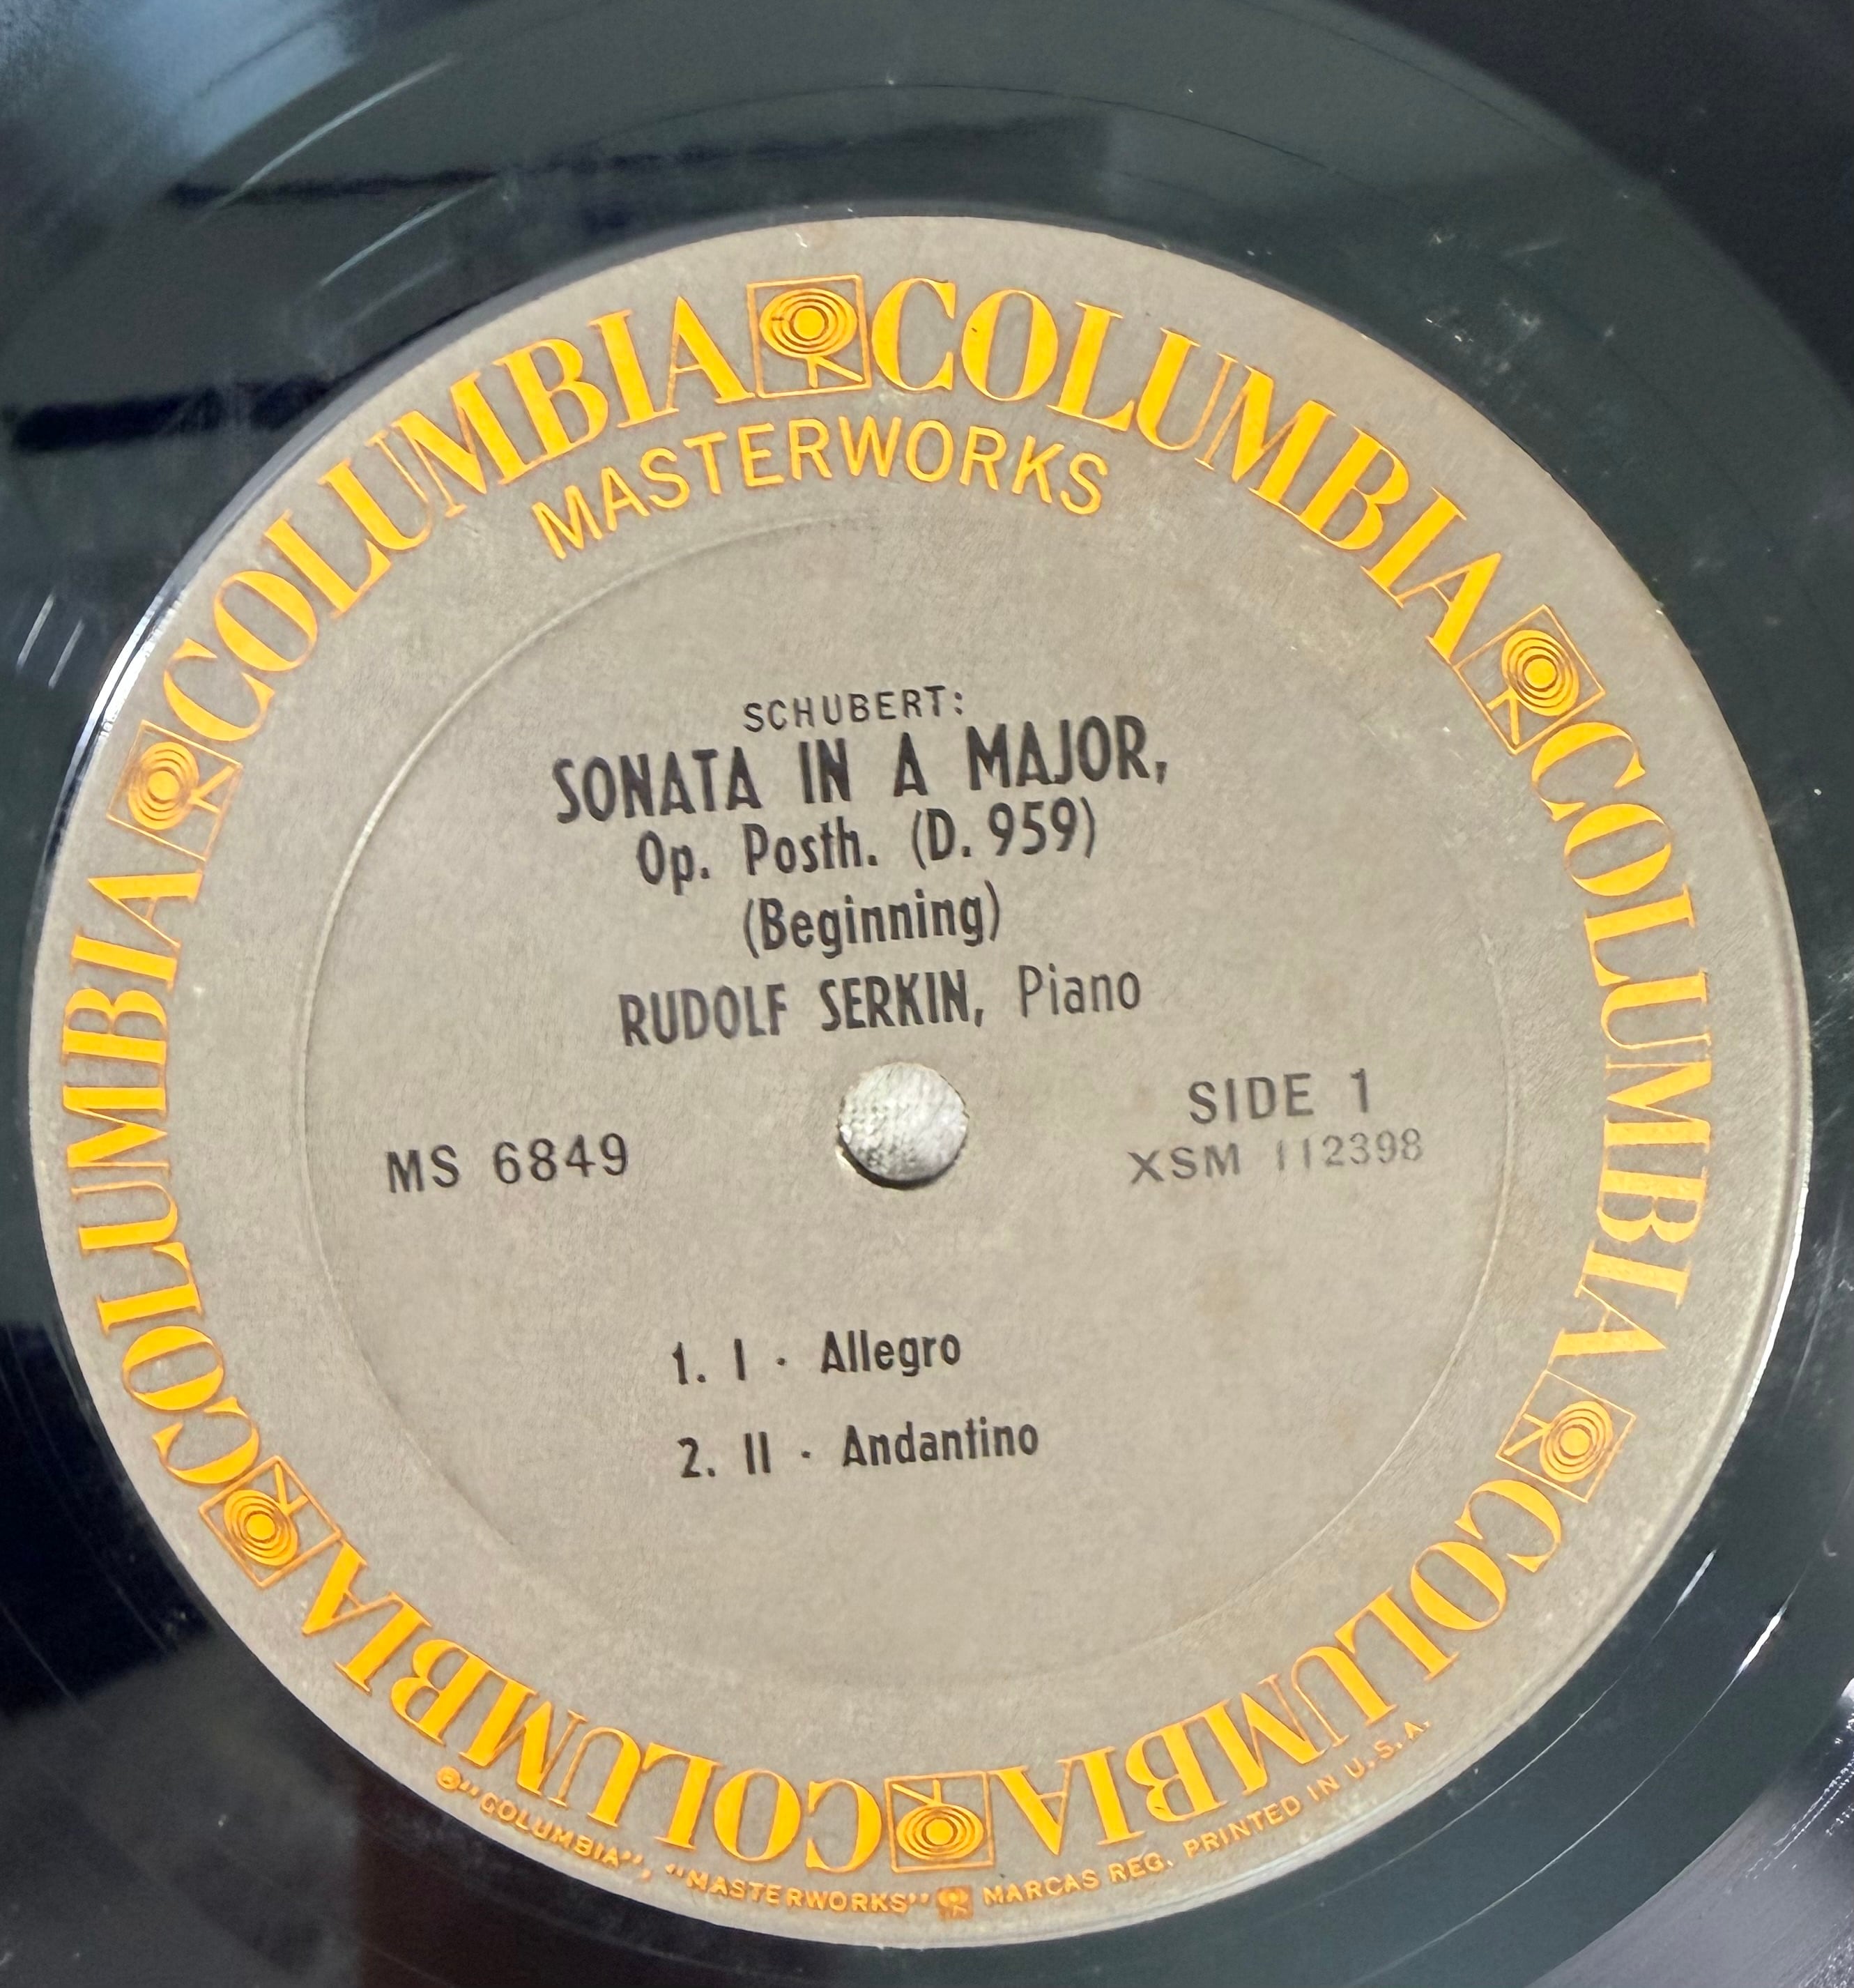 COLUMBIA COLUMBIA COLUMBIA COLUMBIA COLUMBIA COLUMBIA
MASTERWORKS
SCHUBERT:
SONATA IN A MAJOR,
Op. Posth. (D. 959)
(Beginning)
RUDOLF SERKIN, Piano
SIDE 1
MS 6849
XSM 112398
1. I · Allegro
2. II · Andantino
®"COLUMBIA", "MASTERWORKS" MARCAS REG. PRINTED IN U.S.A.